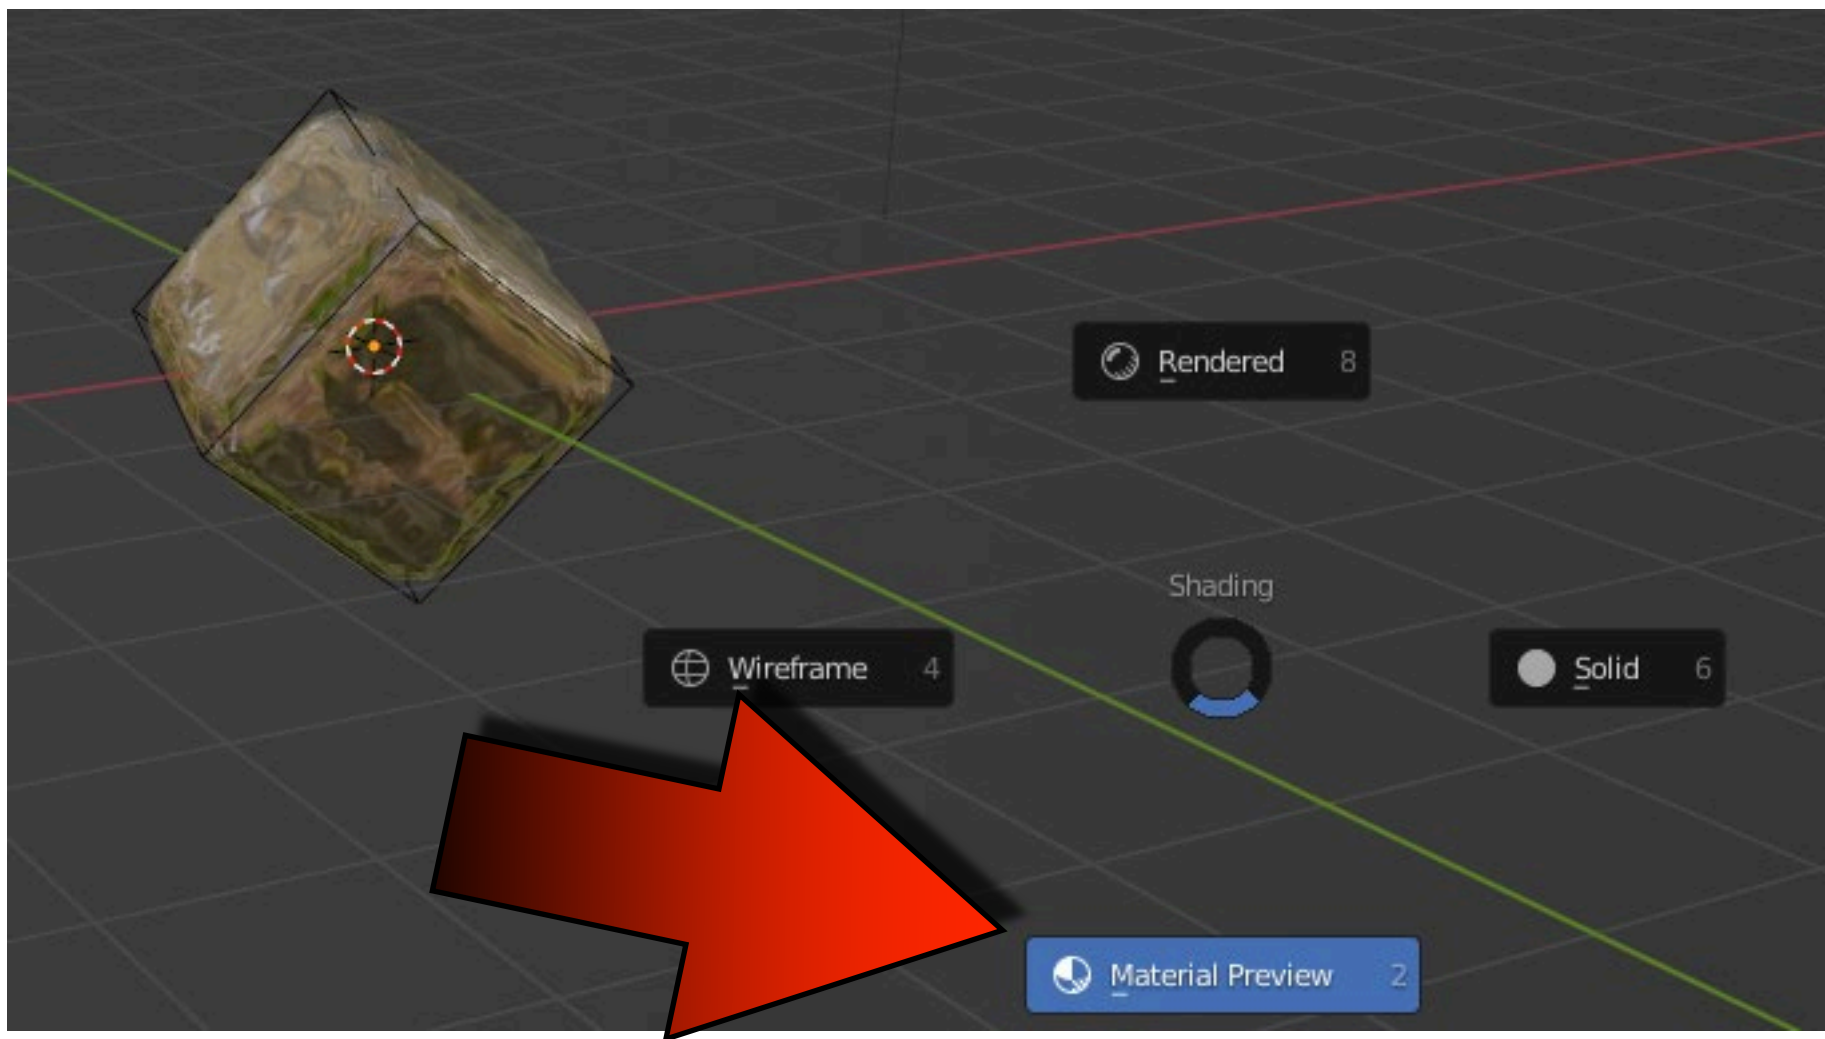 Rendered 8
Shading
Wireframe 4
Solid 6
Material Preview 2